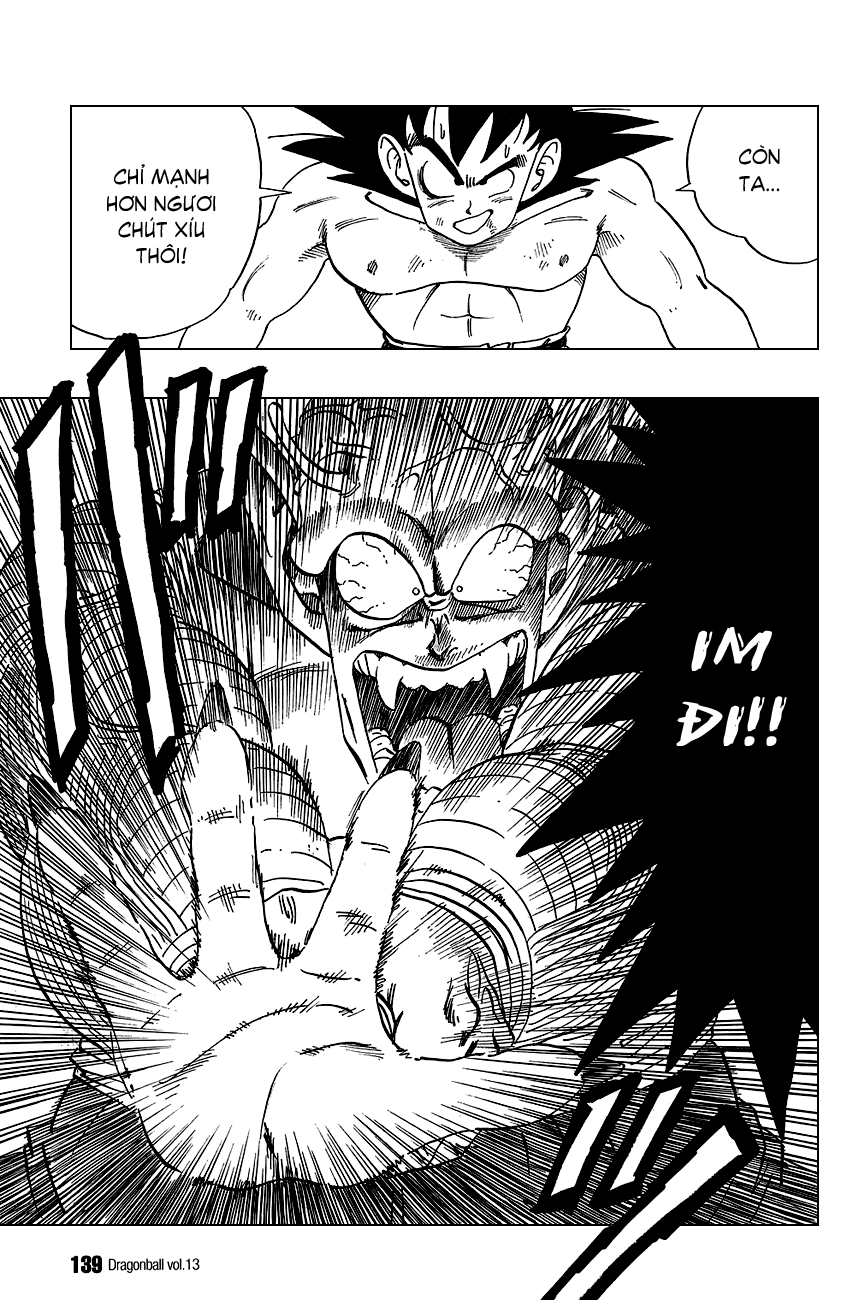 CÒN
TA...
CHỈ MẠNH
HƠN NGƯƠI
CHÚT XÍU
THÔI!
IM
ĐI!!
139 Dragonball vol.13